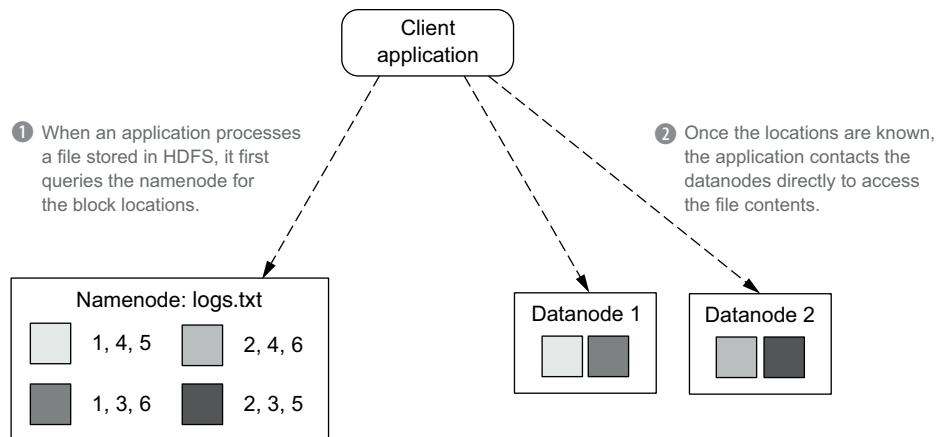 Client
application
1 When an application processes
a file stored in HDFS, it first
queries the namenode for
the block locations.
2 Once the locations are known,
the application contacts the
datanodes directly to access
the file contents.
Namenode: logs.txt
1, 4, 5
2, 4, 6
1, 3, 6
2, 3, 5
Datanode 1
Datanode 2